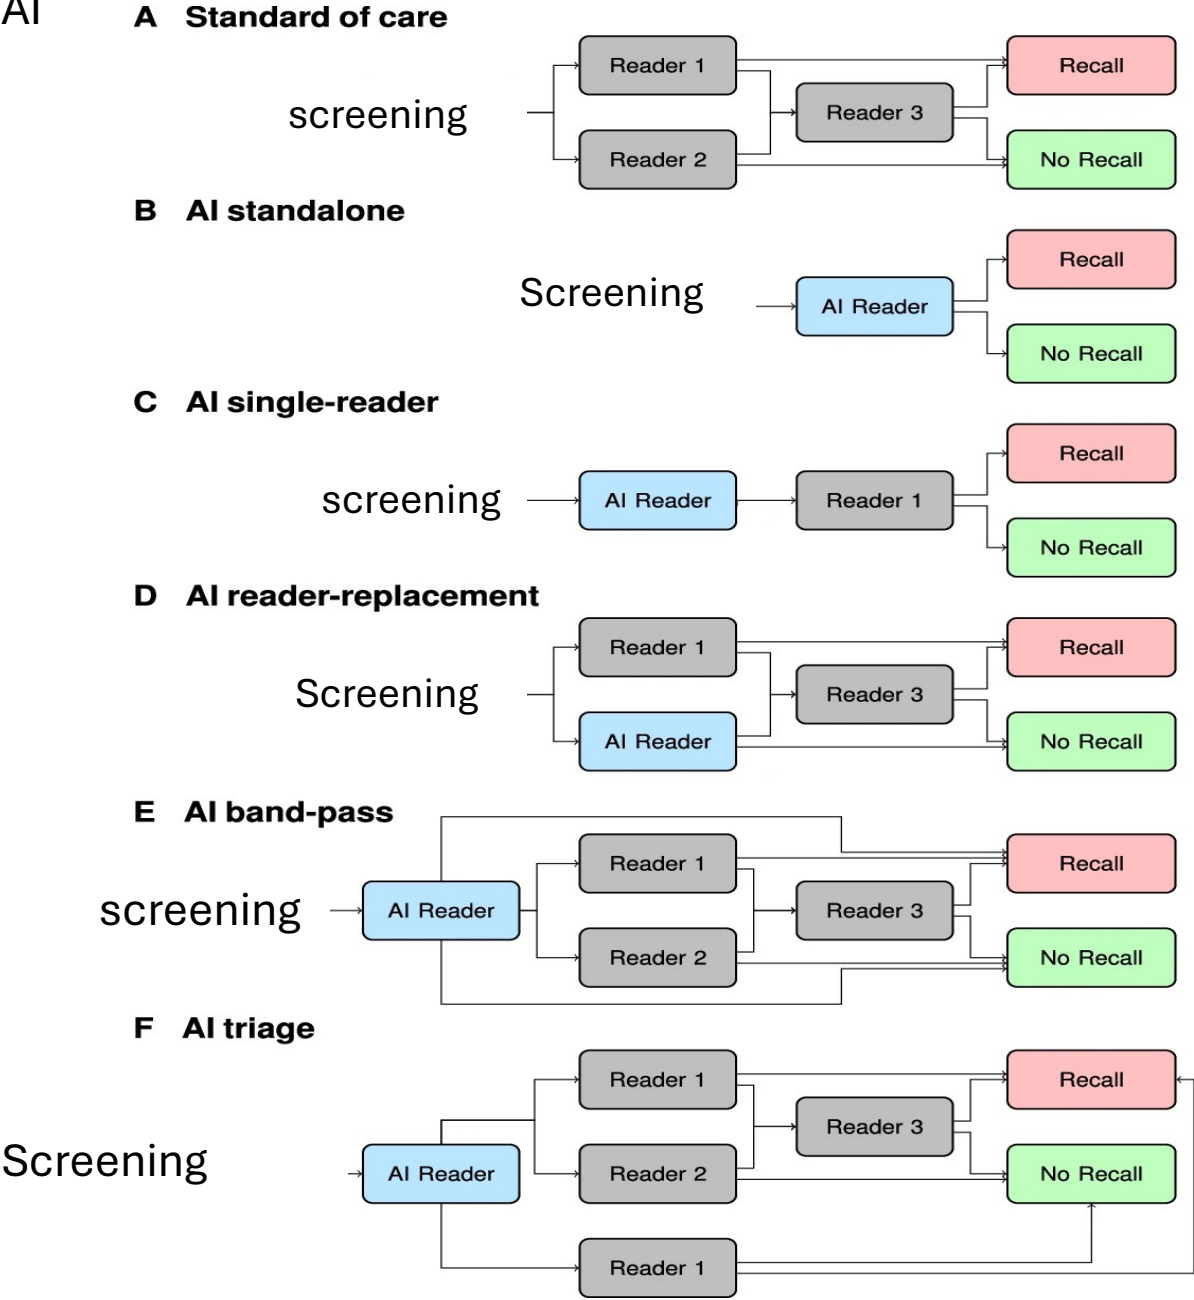 AI
A Standard of care
Reader 1
Recall
screening
Reader 3
Reader 2
No Recall
B AI standalone
Recall
Screening
AI Reader
No Recall
C AI single-reader
Recall
screening
AI Reader
Reader 1
No Recall
D AI reader-replacement
Reader 1
Recall
Screening
Reader 3
AI Reader
No Recall
E AI band-pass
Reader 1
Recall
screening
AI Reader
Reader 3
Reader 2
No Recall
F AI triage
Reader 1
Recall
Reader 3
Screening
AI Reader
Reader 2
No Recall
Reader 1